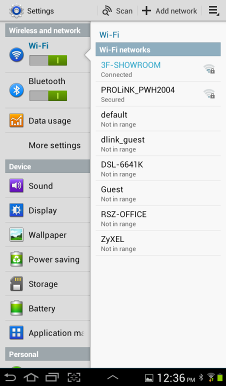 Settings
Scan
Add network
Wireless and network
Wi-Fi
Bluetooth
Data usage
More settings
Device
Sound
Display
Wallpaper
Power saving
Storage
Battery
Application ma
Personal
Wi-Fi
Wi-Fi networks
3F-SHOWROOM
Connected
PROLiNK_PWH2004
Secured
default
Not in range
dlink_guest
Not in range
DSL-6641K
Not in range
Guest
Not in range
RSZ-OFFICE
Not in range
ZyXEL
Not in range
12:36 PM